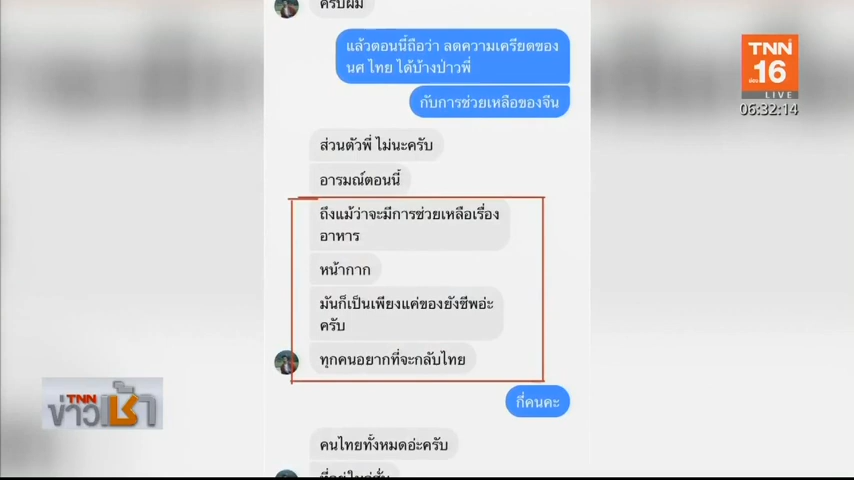 ครับผม
แล้วตอนนี้ถือว่า ลดความเครียดของ
นศ ไทย ได้บ้างป่าวพี่
กับการช่วยเหลือของจีน
ส่วนตัวพี่ ไม่นะครับ
อารมณ์ตอนนี้
ถึงแม้ว่าจะมีการช่วยเหลือเรื่อง
อาหาร
หน้ากาก
มันก็เป็นเพียงแค่ของยังชีพอ่ะ
ครับ
ทุกคนอยากที่จะกลับไทย
กี่คนคะ
คนไทยทั้งหมดอ่ะครับ
TNN
ช่อง 16
LIVE
06:32:14
TNN
ข่าวเช้า